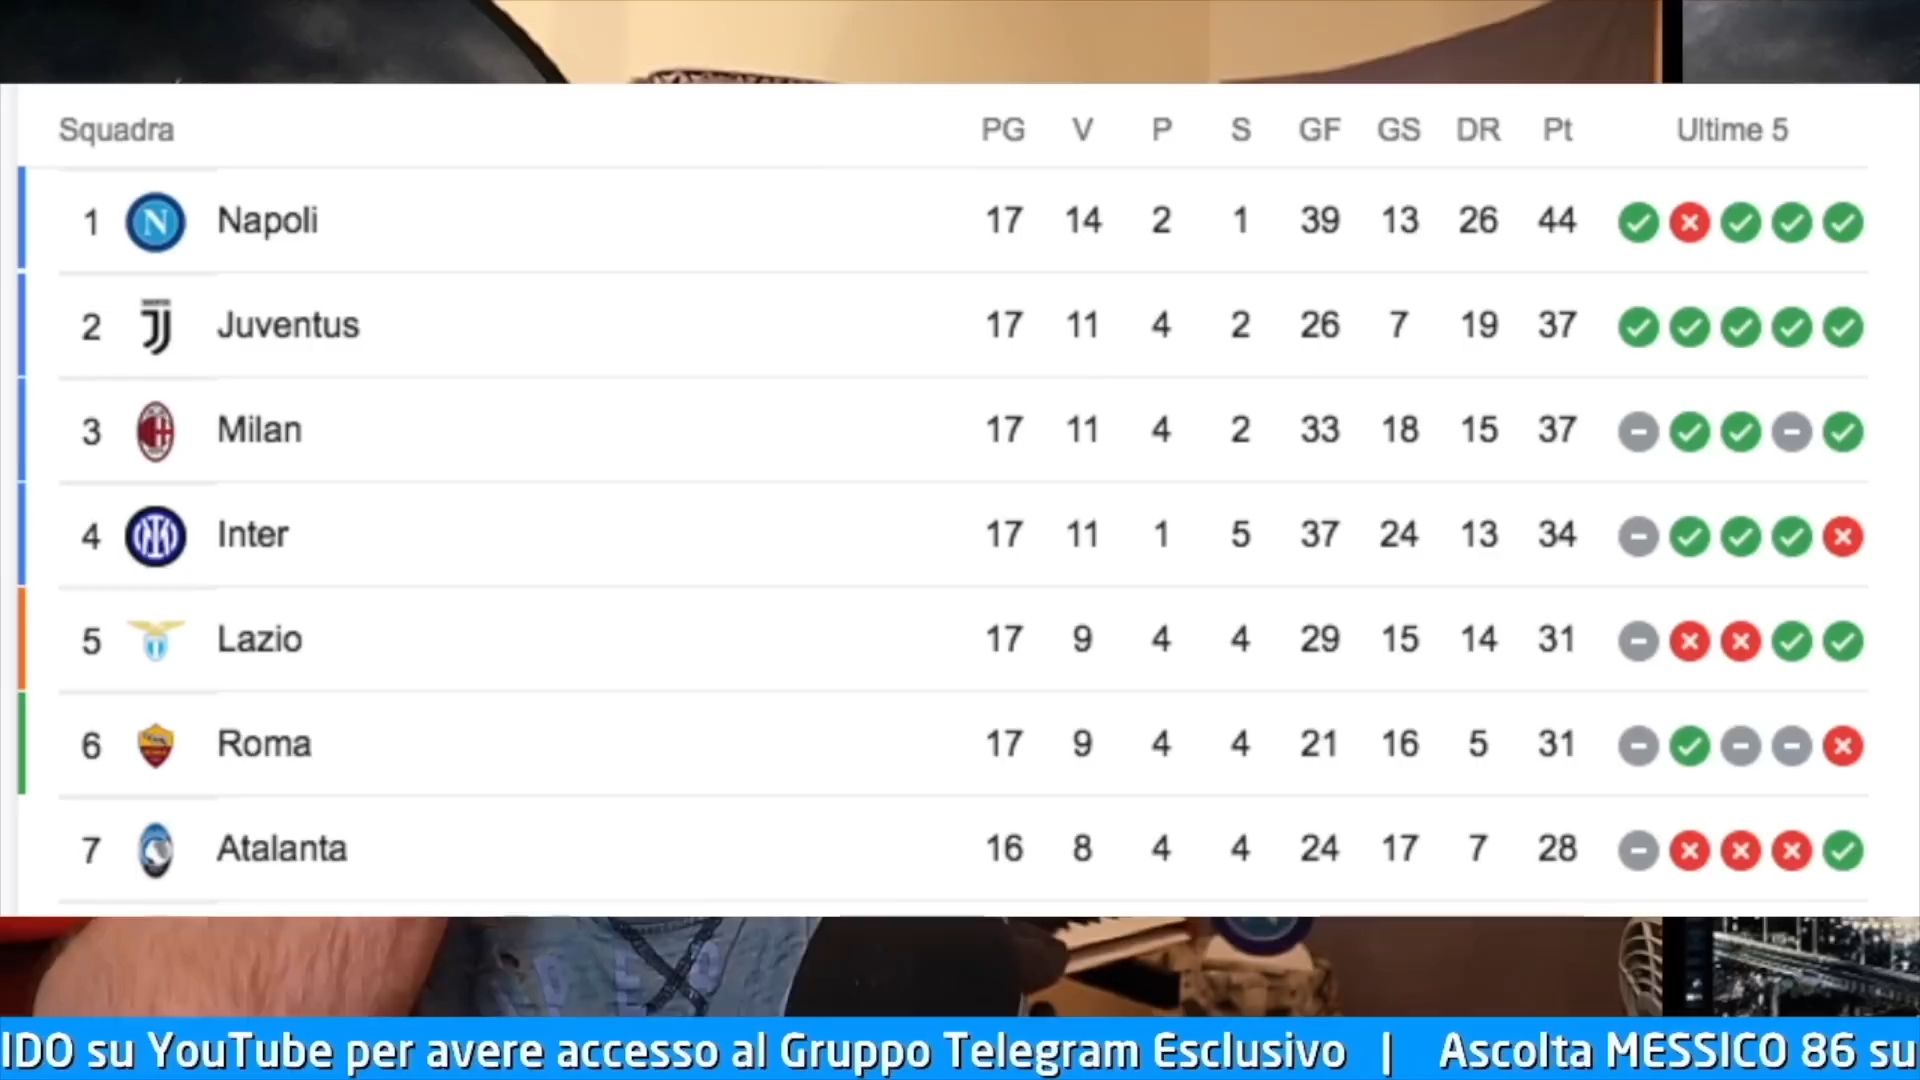 Squadra PG V P S GF GS DR Pt Ultime 5
1 Napoli 17 14 2 1 39 13 26 44
2 Juventus 17 11 4 2 26 7 19 37
3 Milan 17 11 4 2 33 18 15 37
4 Inter 17 11 1 5 37 24 13 34
5 Lazio 17 9 4 4 29 15 14 31
6 Roma 17 9 4 4 21 16 5 31
7 Atalanta 16 8 4 4 24 17 7 28
IDO su YouTube per avere accesso al Gruppo Telegram Esclusivo | Ascolta MESSICO 86 su